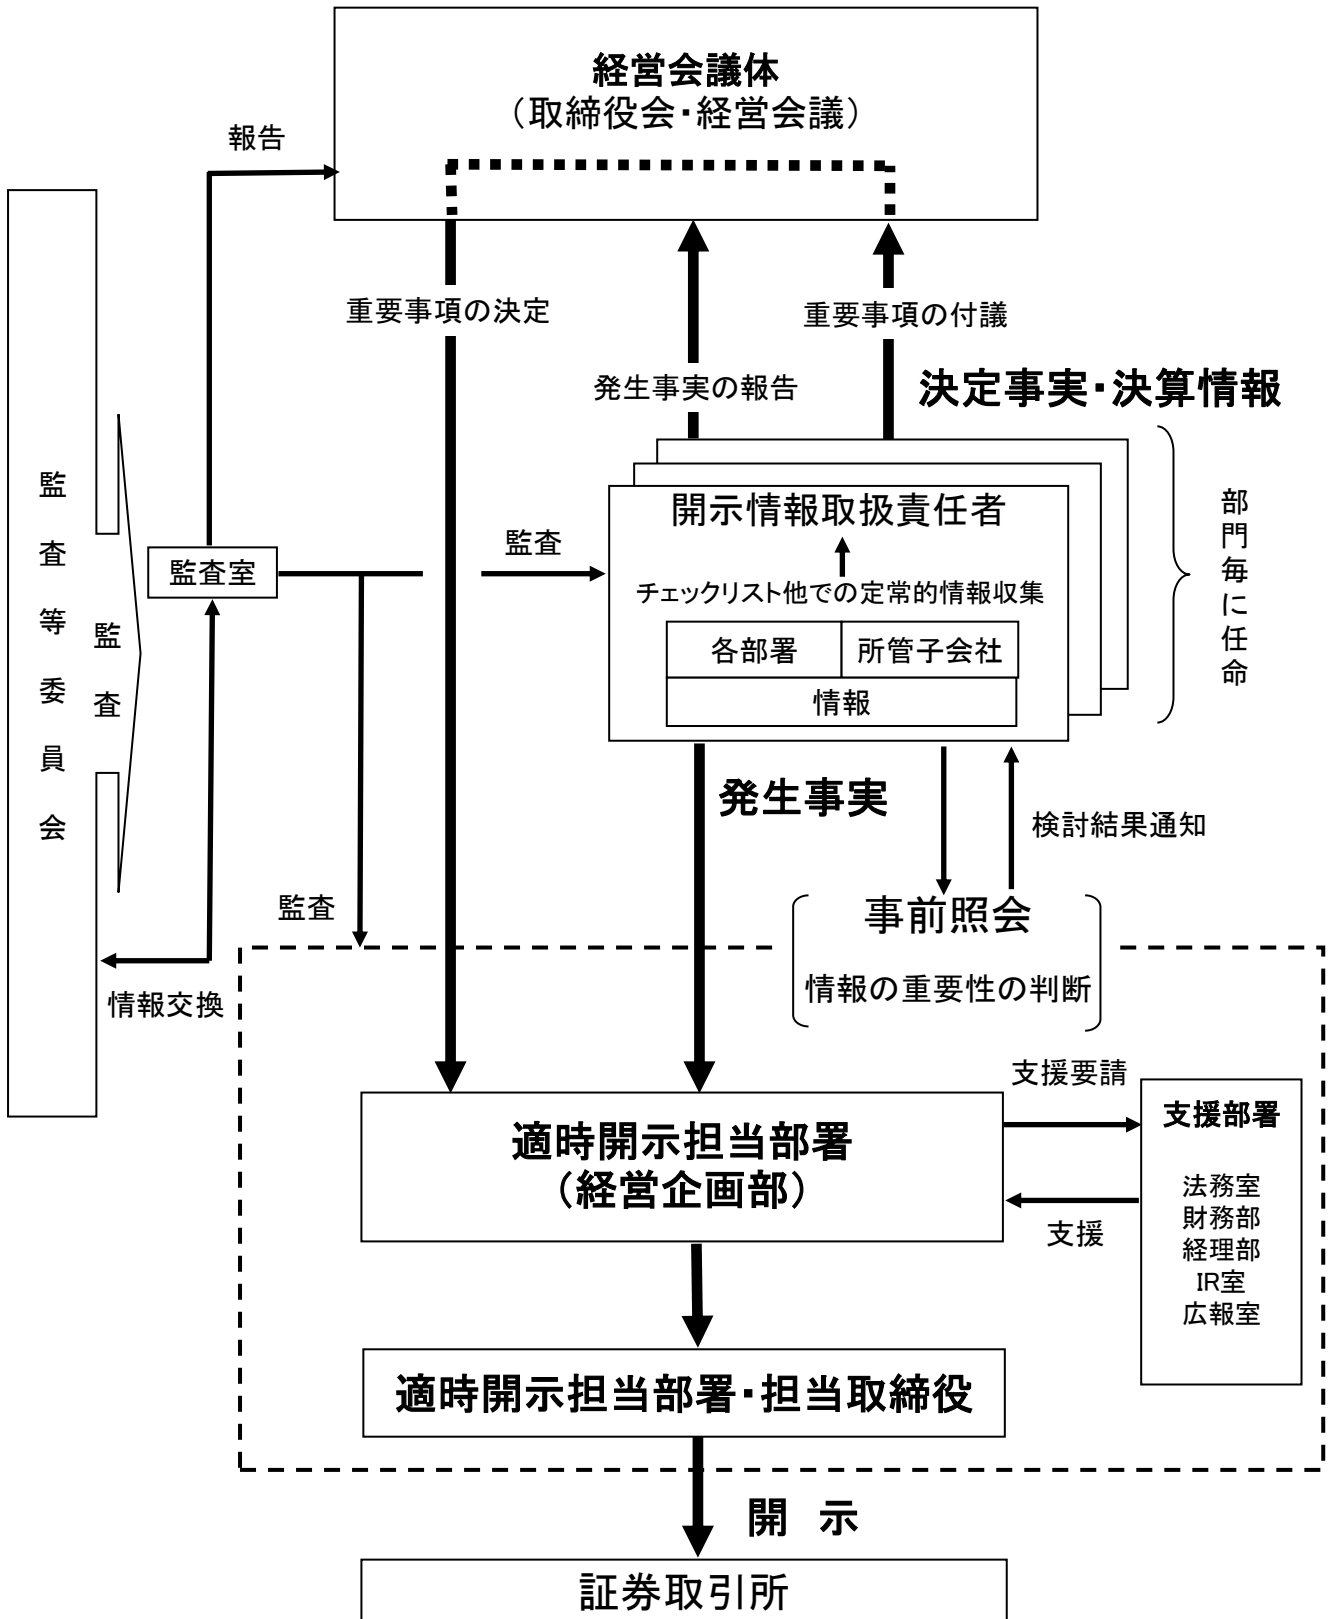 経営会議体
（取締役会・経営会議）
報告
重要事項の決定
重要事項の付議
発生事実の報告
決定事実・決算情報
監査等委員会
監査
監査室
監査
開示情報取扱責任者
チェックリスト他での定常的情報収集
各部署
所管子会社
情報
部門毎に任命
発生事実
検討結果通知
監査
事前照会
情報の重要性の判断
情報交換
支援要請
適時開示担当部署
（経営企画部）
支援
支援部署
法務室
財務部
経理部
IR室
広報室
適時開示担当部署・担当取締役
開　示
証券取引所